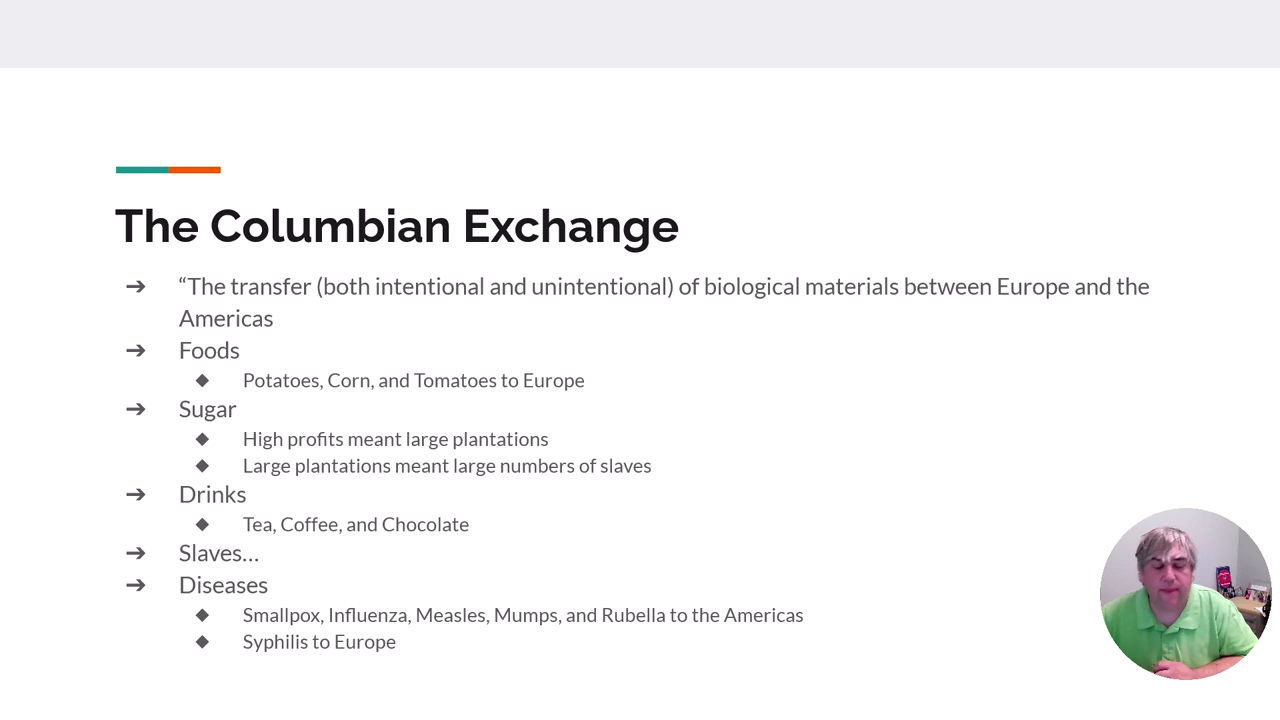 The Columbian Exchange
➔ “The transfer (both intentional and unintentional) of biological materials between Europe and the
Americas
➔ Foods
◆ Potatoes, Corn, and Tomatoes to Europe
➔ Sugar
◆ High profits meant large plantations
◆ Large plantations meant large numbers of slaves
➔ Drinks
◆ Tea, Coffee, and Chocolate
➔ Slaves…
➔ Diseases
◆ Smallpox, Influenza, Measles, Mumps, and Rubella to the Americas
◆ Syphilis to Europe